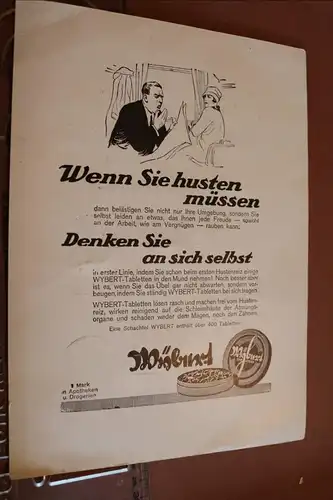 Wenn Sie husten
müssen
dann belästigen Sie nicht nur Ihre Umgebung, sondern Sie
selbst leiden an etwas, das Ihnen jede Freude — sowohl
an der Arbeit, wie am Vergnügen — rauben kann.
Denken Sie
an sich selbst
in erster Linie, indem Sie schon beim ersten Hustenreiz einige
WYBERT-Tabletten in den Mund nehmen! Noch besser aber
ist es, wenn Sie das Übel gar nicht abwarten, sondern vor-
beugen, indem Sie ständig WYBERT-Tabletten bei sich tragen.
WYBERT-Tabletten lösen rasch und machen frei vom Husten-
reiz, wirken reinigend auf die Schleimhäute der Atmungs-
organe und schaden weder dem Magen, noch den Zähnen.
Eine Schachtel WYBERT enthält über 400 Tabletten.
Wybert
Wybert
1 Mark
in Apotheken
u. Drogerien